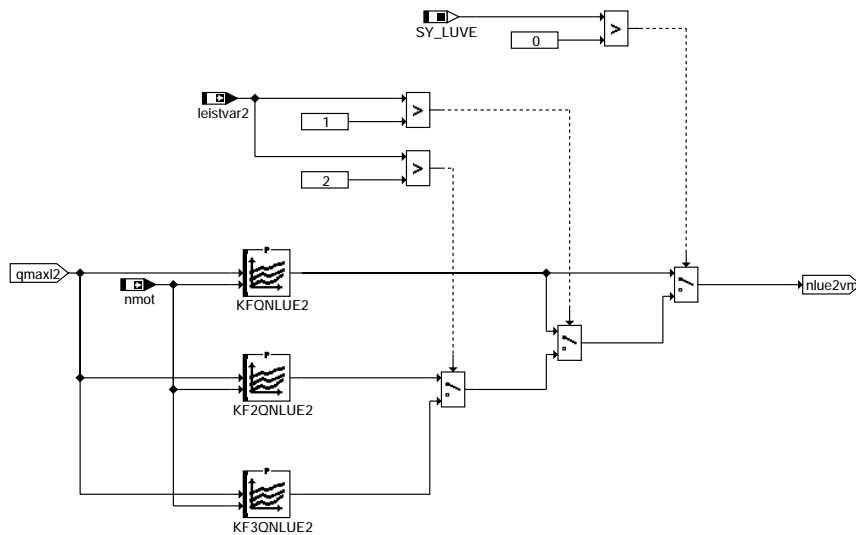 SY_LUVE
0
>
leistvar2
1
>
2
>
qmaxl2
nmot
P
KFQNLUE2
nlue2vm
P
KF2QNLUE2
P
KF3QNLUE2